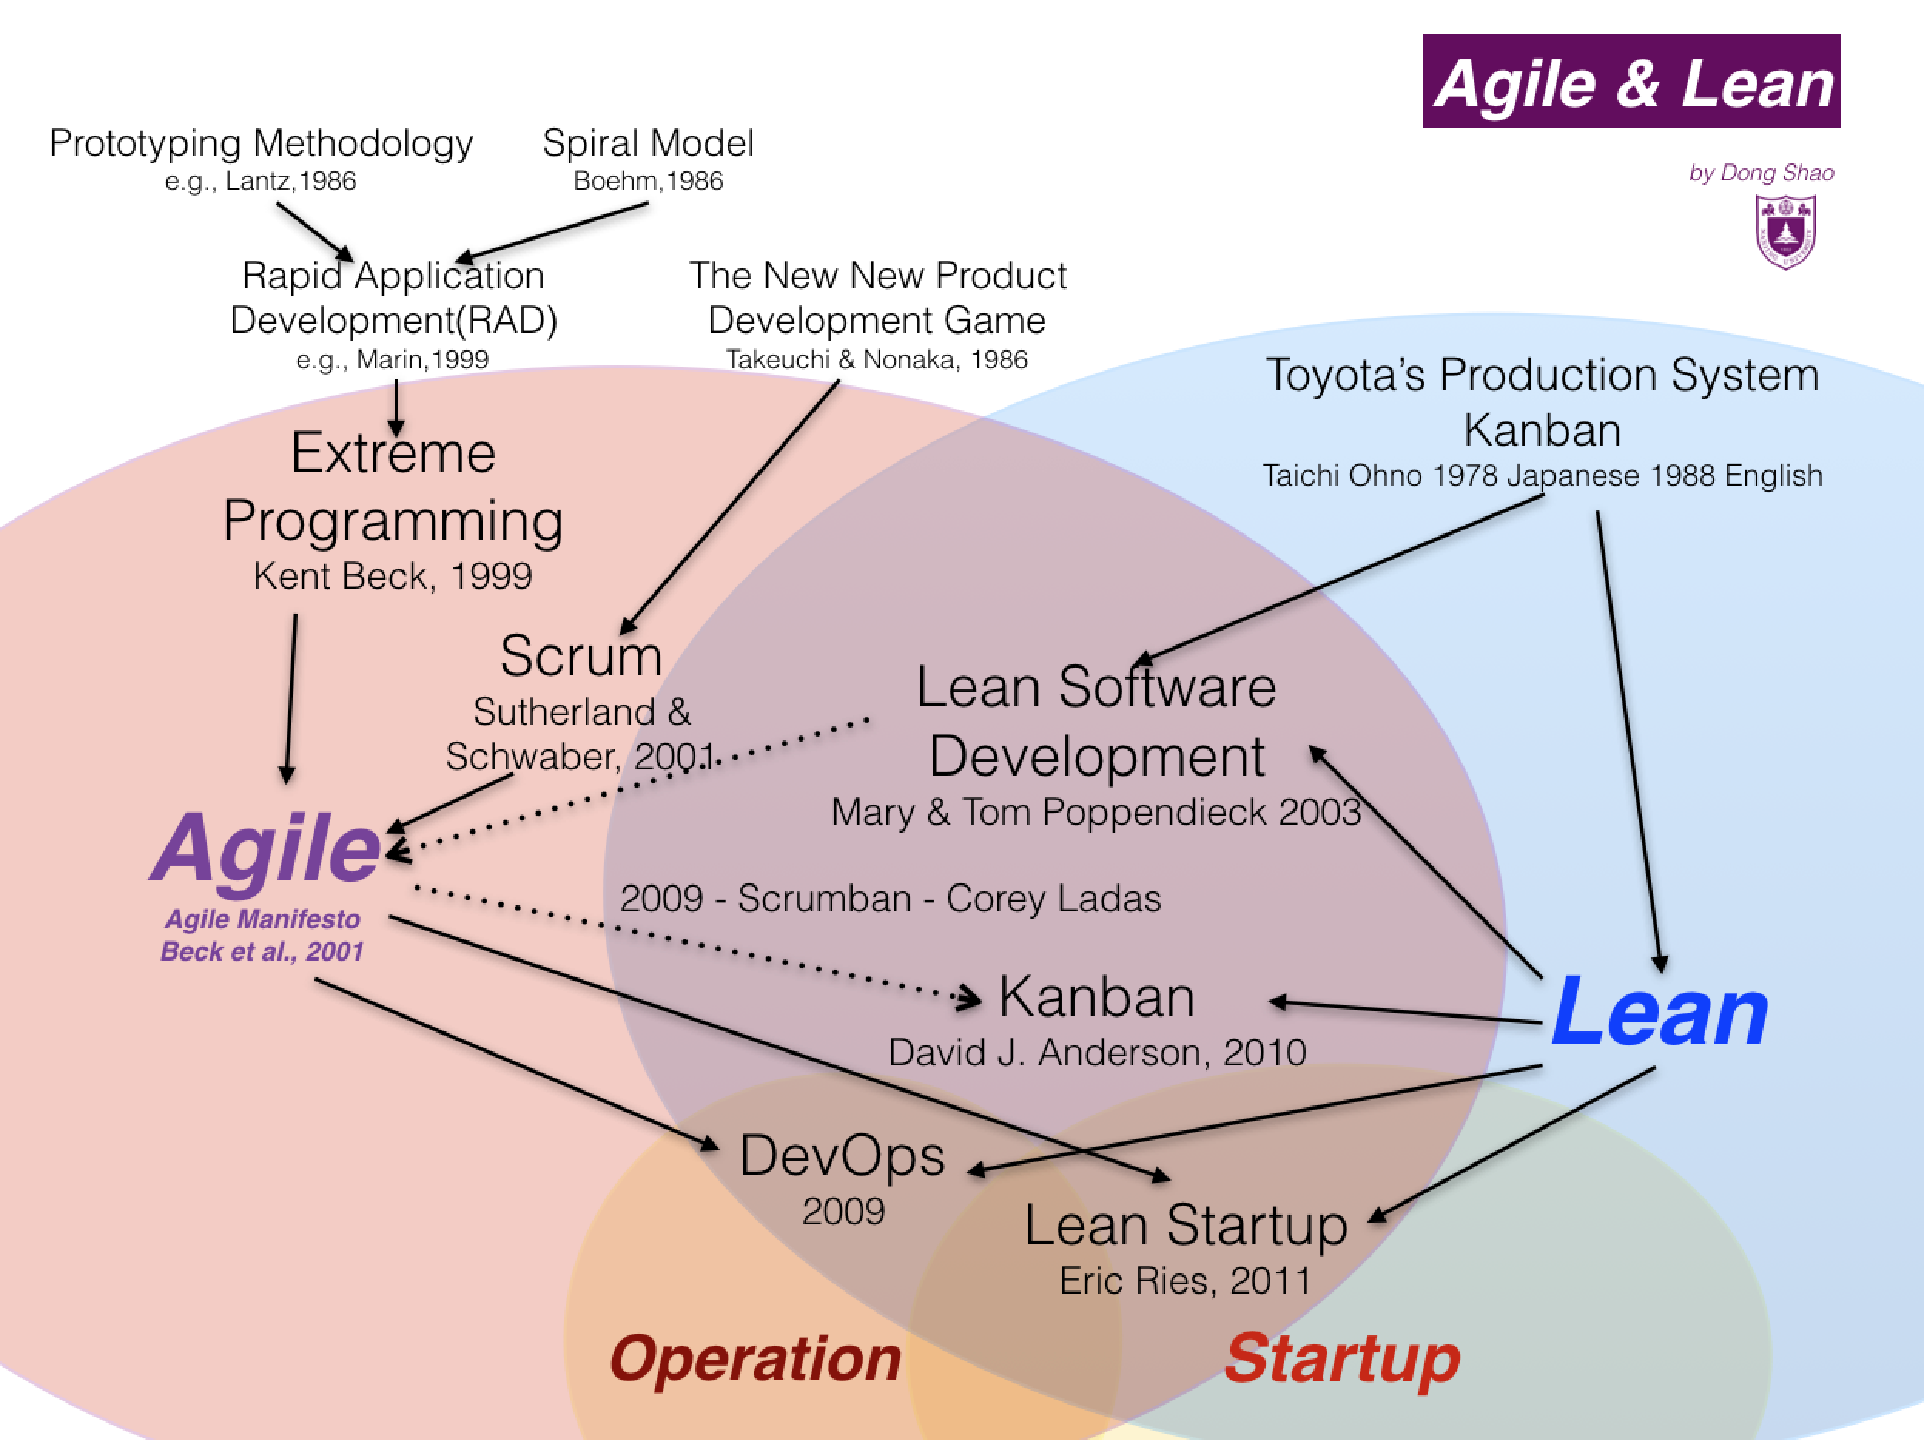 Agile & Lean
by Dong Shao
Prototyping Methodology
e.g., Lantz,1986
Spiral Model
Boehm,1986
Rapid Application
Development(RAD)
e.g., Marin,1999
The New New Product
Development Game
Takeuchi & Nonaka, 1986
Toyota’s Production System
Kanban
Taichi Ohno 1978 Japanese 1988 English
Extreme
Programming
Kent Beck, 1999
Scrum
Sutherland &
Schwaber, 2001
Lean Software
Development
Mary & Tom Poppendieck 2003
Agile
Agile Manifesto
Beck et al., 2001
2009 - Scrumban - Corey Ladas
Kanban
David J. Anderson, 2010
Lean
DevOps
2009
Lean Startup
Eric Ries, 2011
Operation
Startup